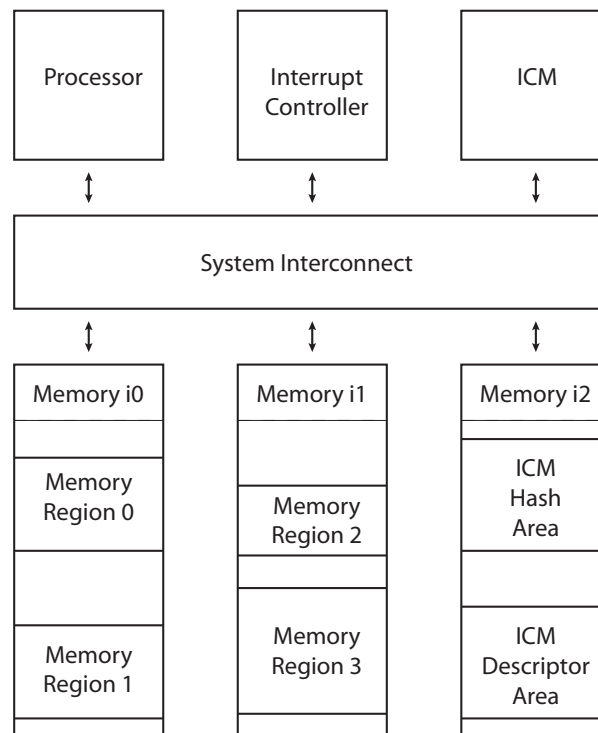 Processor
Interrupt
Controller
ICM
System Interconnect
Memory i0
Memory i1
Memory i2
Memory
Region 0
Memory
Region 2
ICM
Hash
Area
Memory
Region 1
Memory
Region 3
ICM
Descriptor
Area